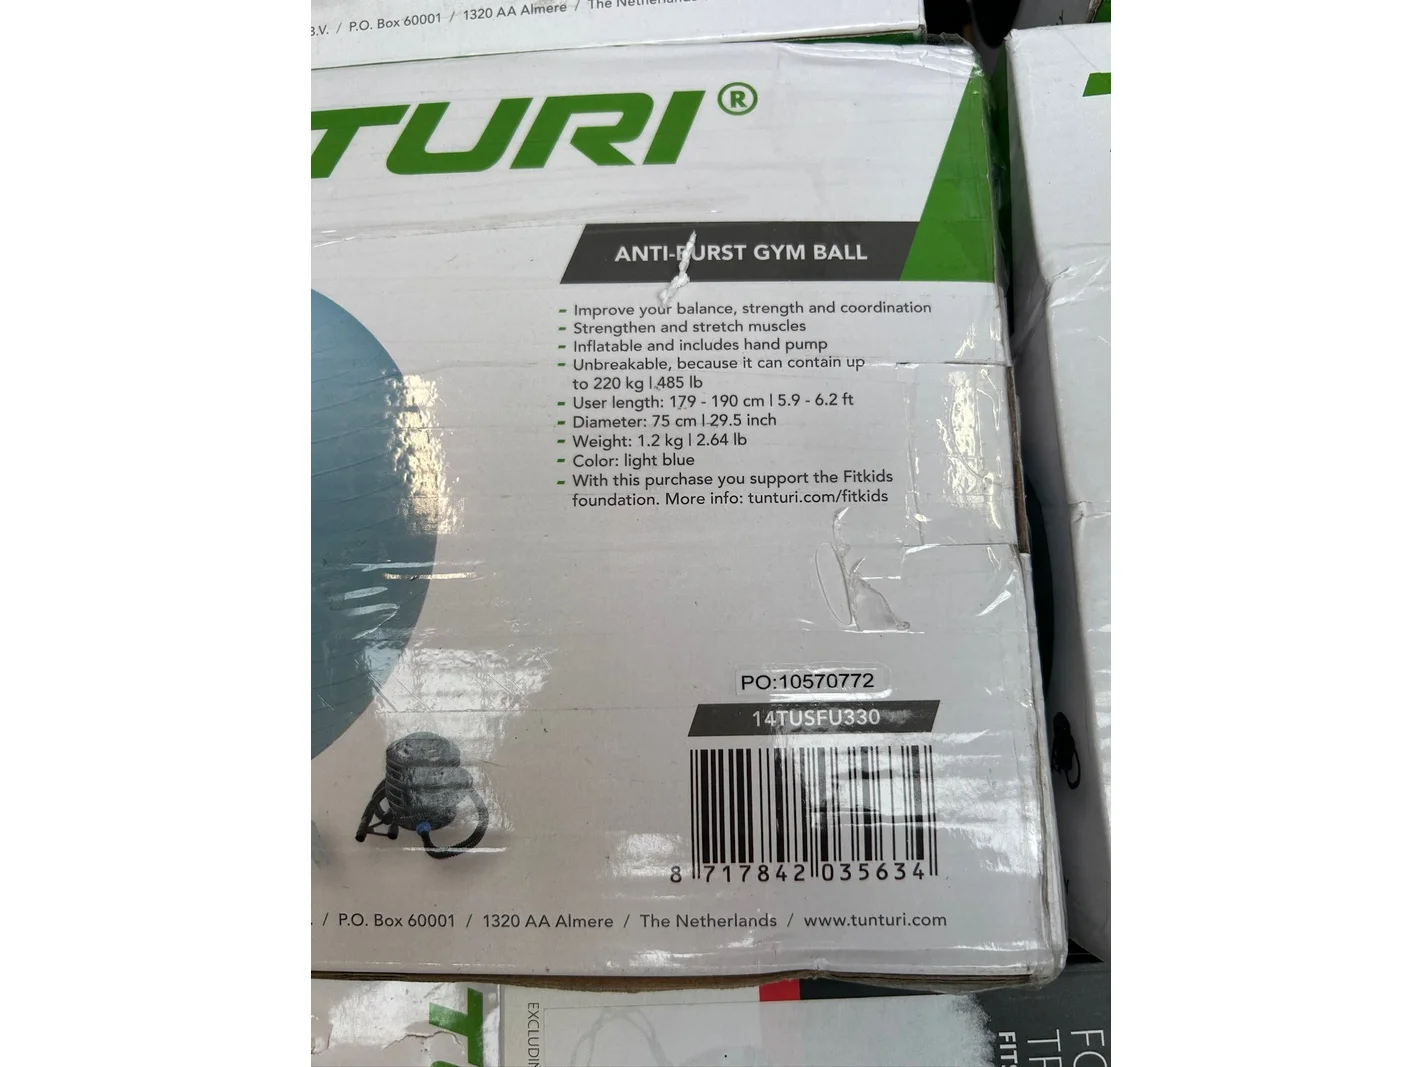 B.V. / P.O. Box 60001 / 1320 AA Almere / The Netherlands
TUNTURI®
ANTI-BURST GYM BALL
- Improve your balance, strength and coordination
- Strengthen and stretch muscles
- Inflatable and includes hand pump
- Unbreakable, because it can contain up
to 220 kg | 485 lb
- User length: 179 - 190 cm | 5.9 - 6.2 ft
- Diameter: 75 cm | 29.5 inch
- Weight: 1.2 kg | 2.64 lb
- Color: light blue
- With this purchase you support the Fitkids
foundation. More info: tunturi.com/fitkids
PO:10570772
14TUSFU330
8 717842 035634
/ P.O. Box 60001 / 1320 AA Almere / The Netherlands / www.tunturi.com